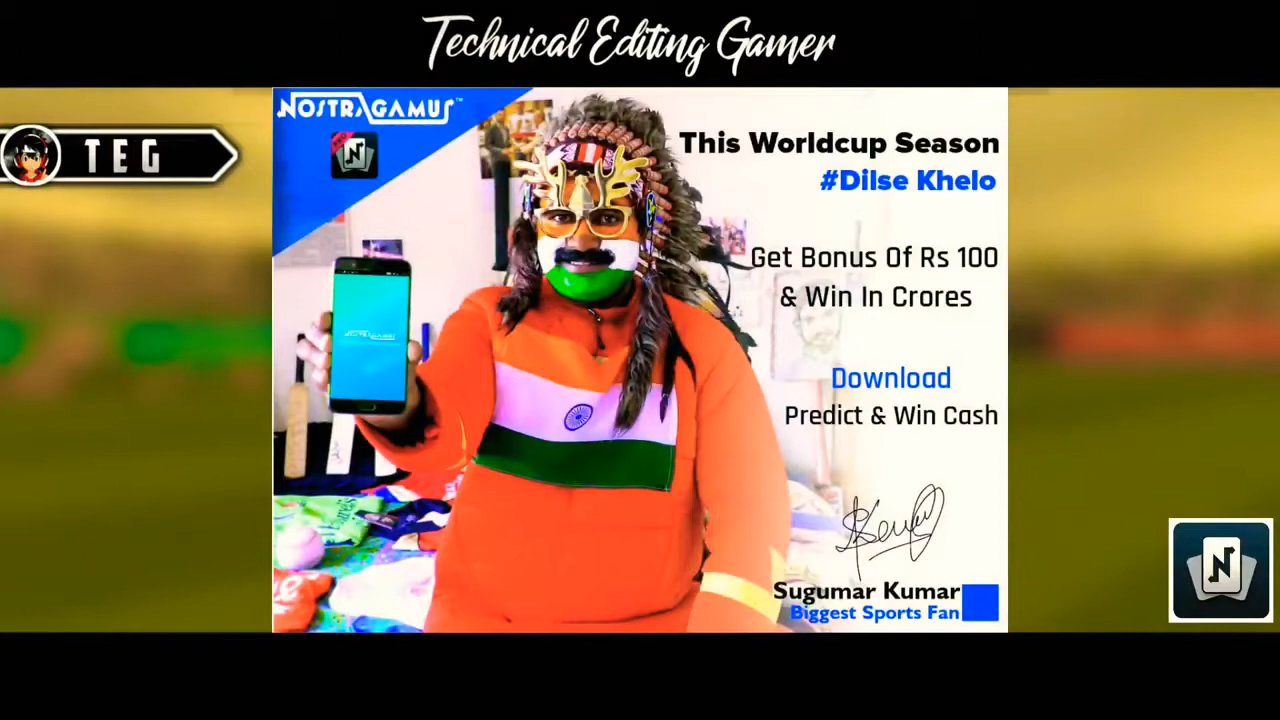 Technical Editing Gamer
NOSTRAGAMUS™
TEG
N
This Worldcup Season
#Dilse Khelo
Get Bonus Of Rs 100
& Win In Crores
NOSTRAGAMUS
Download
Predict & Win Cash
Sugumar Kumar
Biggest Sports Fan
N